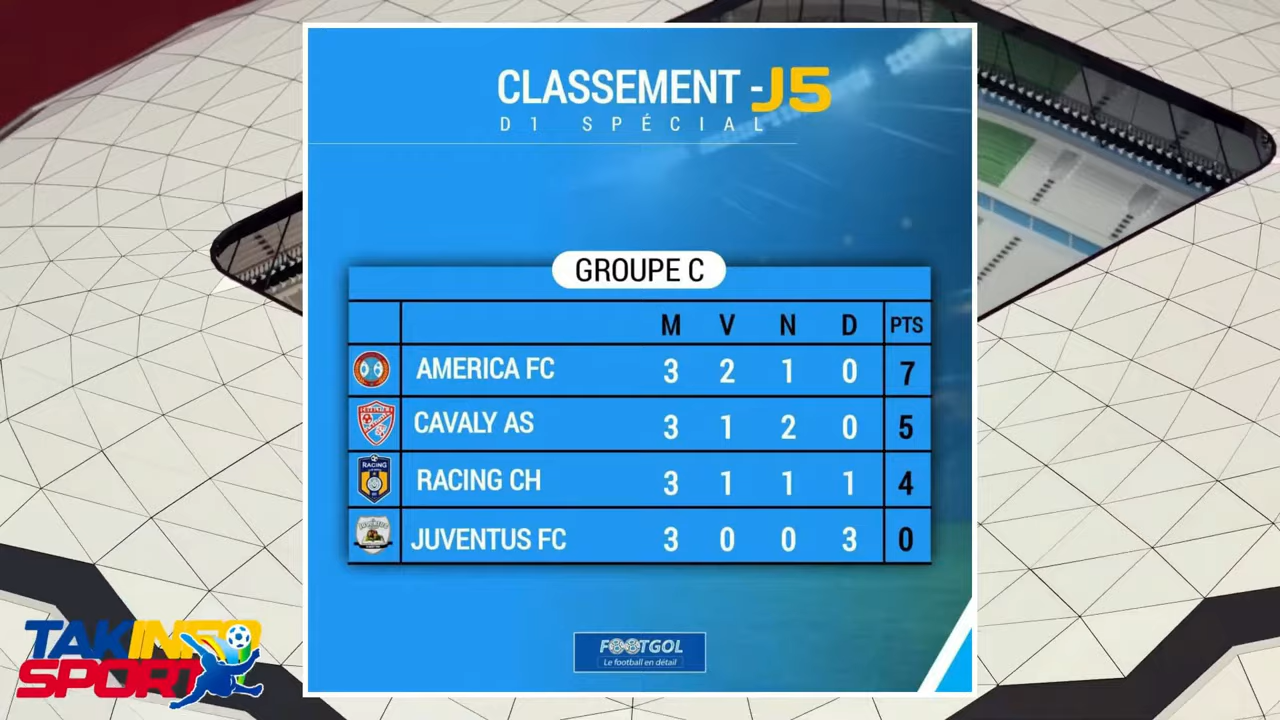 CLASSEMENT -J5
D1 SPÉCIAL
GROUPE C
M V N D PTS
AMERICA FC 3 2 1 0 7
CAVALY AS 3 1 2 0 5
RACING
RACING CH 3 1 1 1 4
JUVENTUS FC 3 0 0 3 0
FOOTGOL
Le football en détail
TAKINFO
SPORT